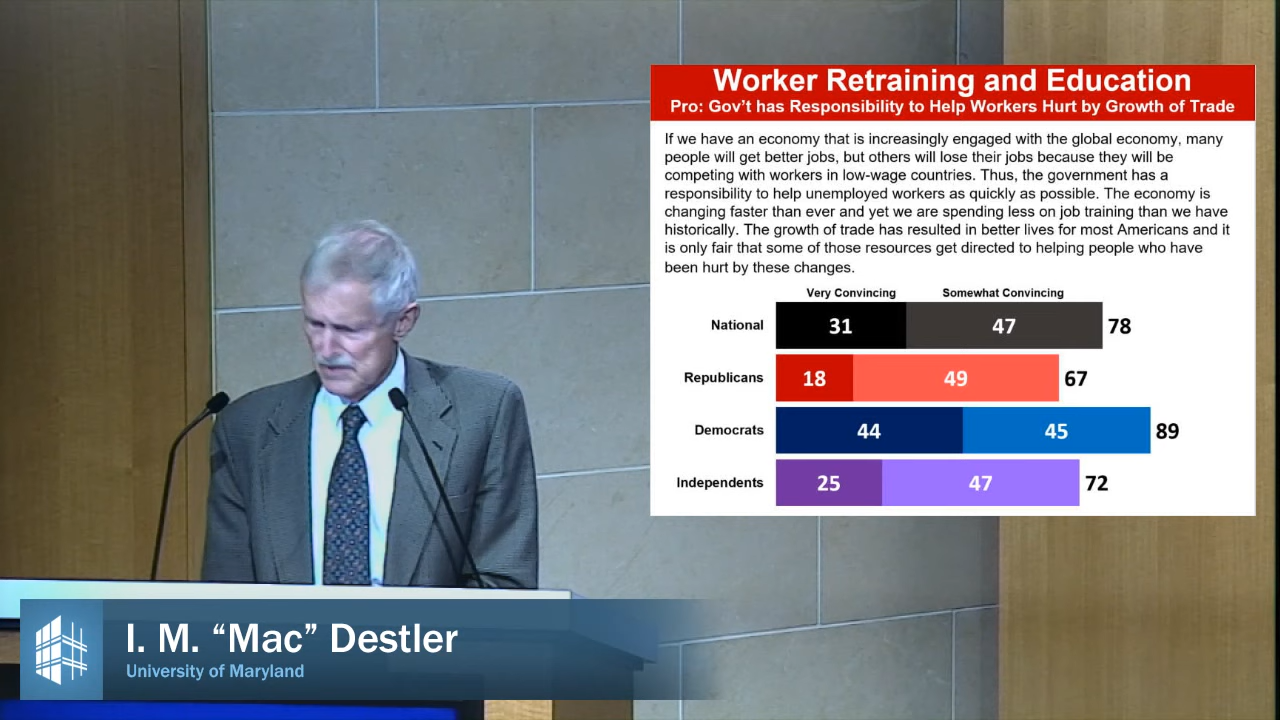 Worker Retraining and Education
Pro: Gov't has Responsibility to Help Workers Hurt by Growth of Trade
If we have an economy that is increasingly engaged with the global economy, many
people will get better jobs, but others will lose their jobs because they will be
competing with workers in low-wage countries. Thus, the government has a
responsibility to help unemployed workers as quickly as possible. The economy is
changing faster than ever and yet we are spending less on job training than we have
historically. The growth of trade has resulted in better lives for most Americans and it
is only fair that some of those resources get directed to helping people who have
been hurt by these changes.
Very Convincing Somewhat Convincing
National 31 47 78
Republicans 18 49 67
Democrats 44 45 89
Independents 25 47 72
I. M. “Mac” Destler
University of Maryland